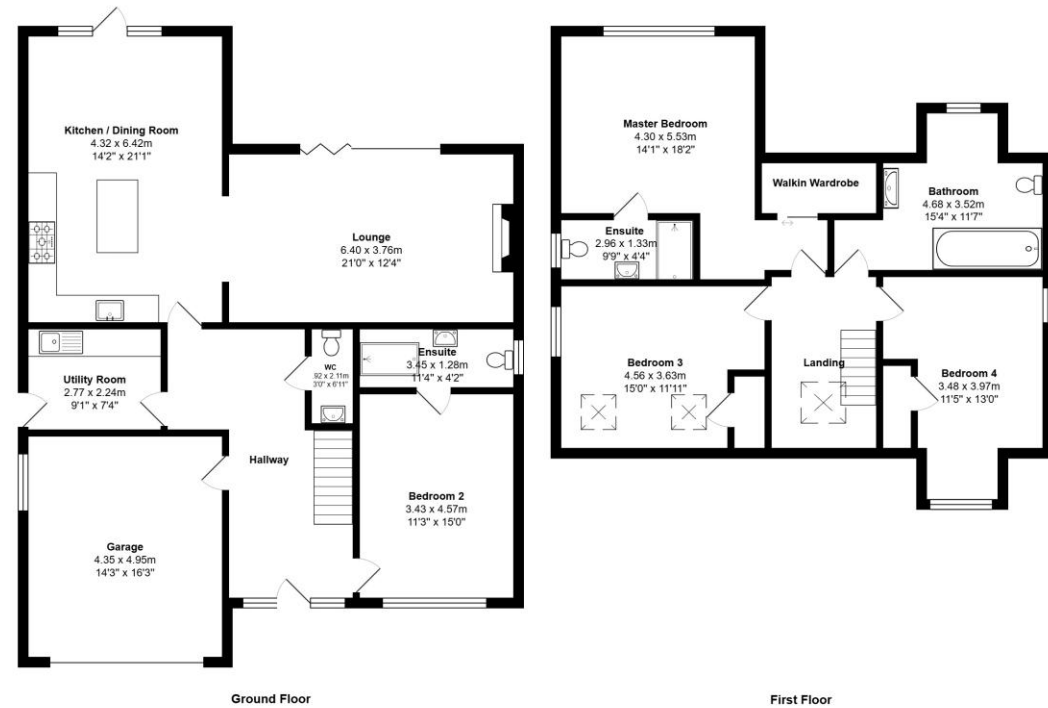 Kitchen / Dining Room
4.32 x 6.42m
14'2" x 21'1"
Lounge
6.40 x 3.76m
21'0" x 12'4"
Utility Room
2.77 x 2.24m
9'1" x 7'4"
WC
.92 x 2.11m
3'0" x 6'11"
Ensuite
3.45 x 1.28m
11'4" x 4'2"
Hallway
Bedroom 2
3.43 x 4.57m
11'3" x 15'0"
Garage
4.35 x 4.95m
14'3" x 16'3"
Ground Floor
Master Bedroom
4.30 x 5.53m
14'1" x 18'2"
Walkin Wardrobe
Bathroom
4.68 x 3.52m
15'4" x 11'7"
Ensuite
2.96 x 1.33m
9'9" x 4'4"
Bedroom 3
4.56 x 3.63m
15'0" x 11'11"
Landing
Bedroom 4
3.48 x 3.97m
11'5" x 13'0"
First Floor